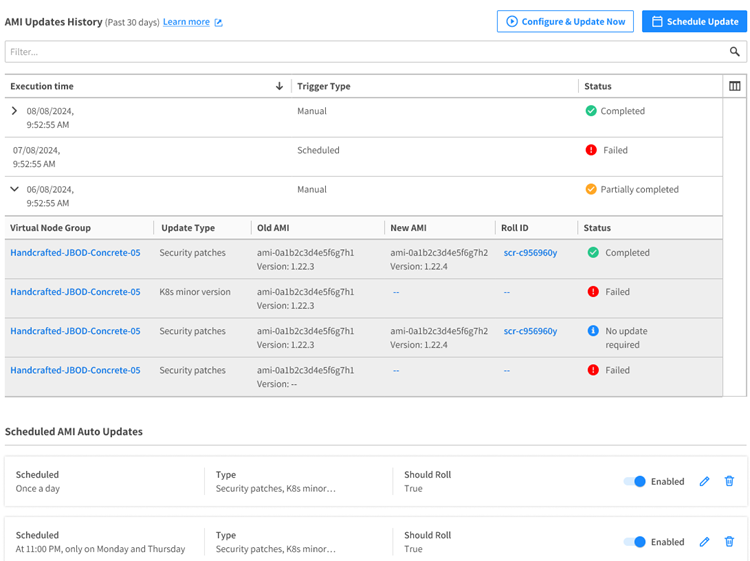 AMI Updates History (Past 30 days) Learn more
Configure & Update Now
Schedule Update
Filter...
Execution time Trigger Type Status
08/08/2024, Manual Completed
9:52:55 AM
07/08/2024, Scheduled Failed
9:52:55 AM
06/08/2024, Manual Partially completed
9:52:55 AM
Virtual Node Group Update Type Old AMI New AMI Roll ID Status
Handcrafted-JBOD-Concrete-05 Security patches ami-0a1b2c3d4e5f6g7h1 ami-0a1b2c3d4e5f6g7h2 scr-c956960y Completed
Version: 1.22.3 Version: 1.22.4
Handcrafted-JBOD-Concrete-05 K8s minor version ami-0a1b2c3d4e5f6g7h1 -- -- Failed
Version: 1.22.3
Handcrafted-JBOD-Concrete-05 Security patches ami-0a1b2c3d4e5f6g7h1 ami-0a1b2c3d4e5f6g7h2 scr-c956960y No update
Version: 1.22.3 Version: 1.22.4 required
Handcrafted-JBOD-Concrete-05 Security patches ami-0a1b2c3d4e5f6g7h1 -- -- Failed
Version: --
Scheduled AMI Auto Updates
Scheduled Type Should Roll
Once a day Security patches, K8s minor... True Enabled
Scheduled Type Should Roll
At 11:00 PM, only on Monday and Thursday Security patches, K8s minor... True Enabled